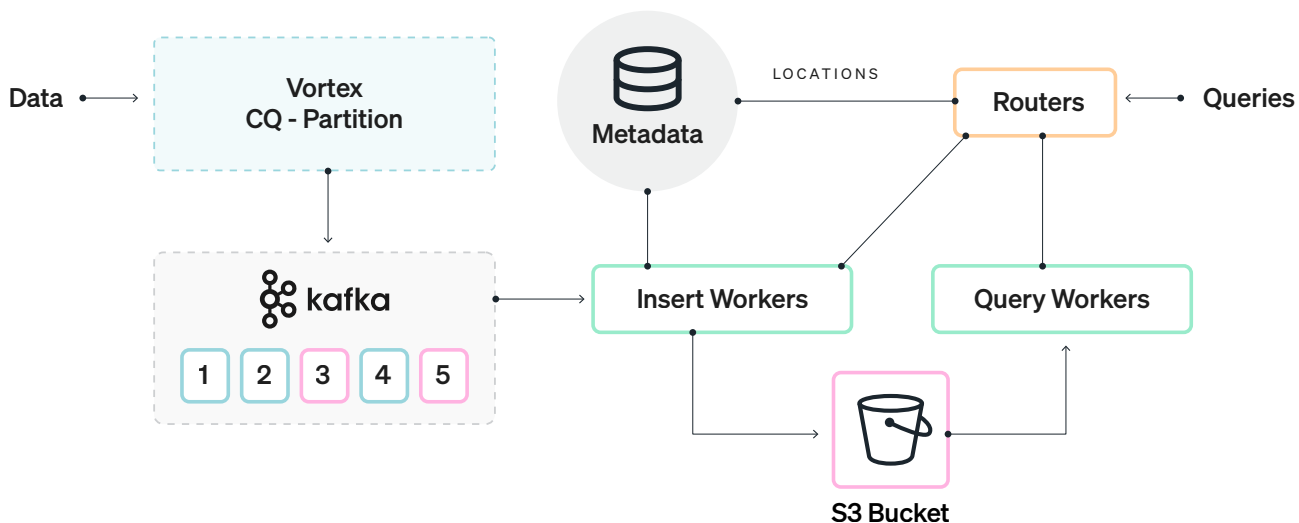 Data
Vortex
CQ - Partition
Metadata
LOCATIONS
Routers
Queries
kafka
1 2 3 4 5
Insert Workers
Query Workers
S3 Bucket